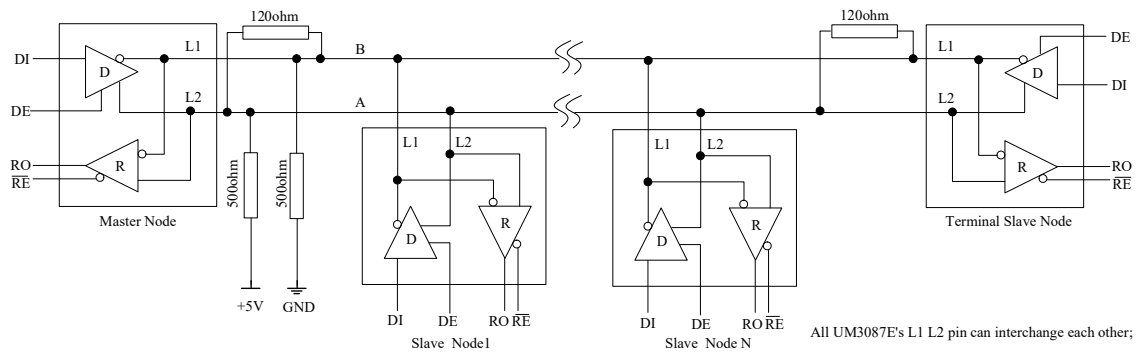 120ohm
120ohm
L1
B
L1
DE
DI
D
D
DI
L2
A
L2
DE
RO
R
500ohm
500ohm
L1
L2
L1
L2
R
RO
RE
RE
Master Node
Terminal Slave Node
D
R
D
R
+5V
GND
DI
DE
RO
RE
DI
DE
RO
RE
Slave Node1
Slave Node N
All UM3087E's L1 L2 pin can interchange each other;